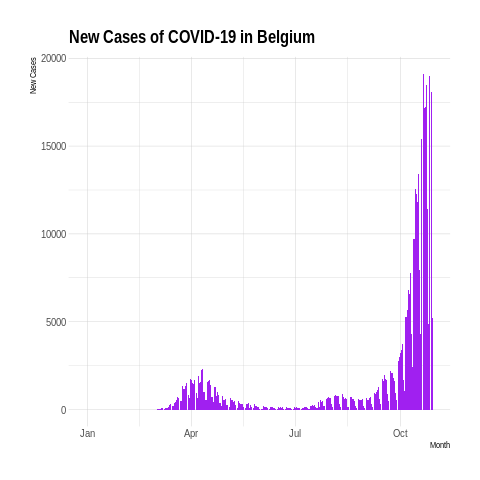 New Cases of COVID-19 in Belgium
New Cases
20000
15000
10000
5000
0
Jan Apr Jul Oct
Month